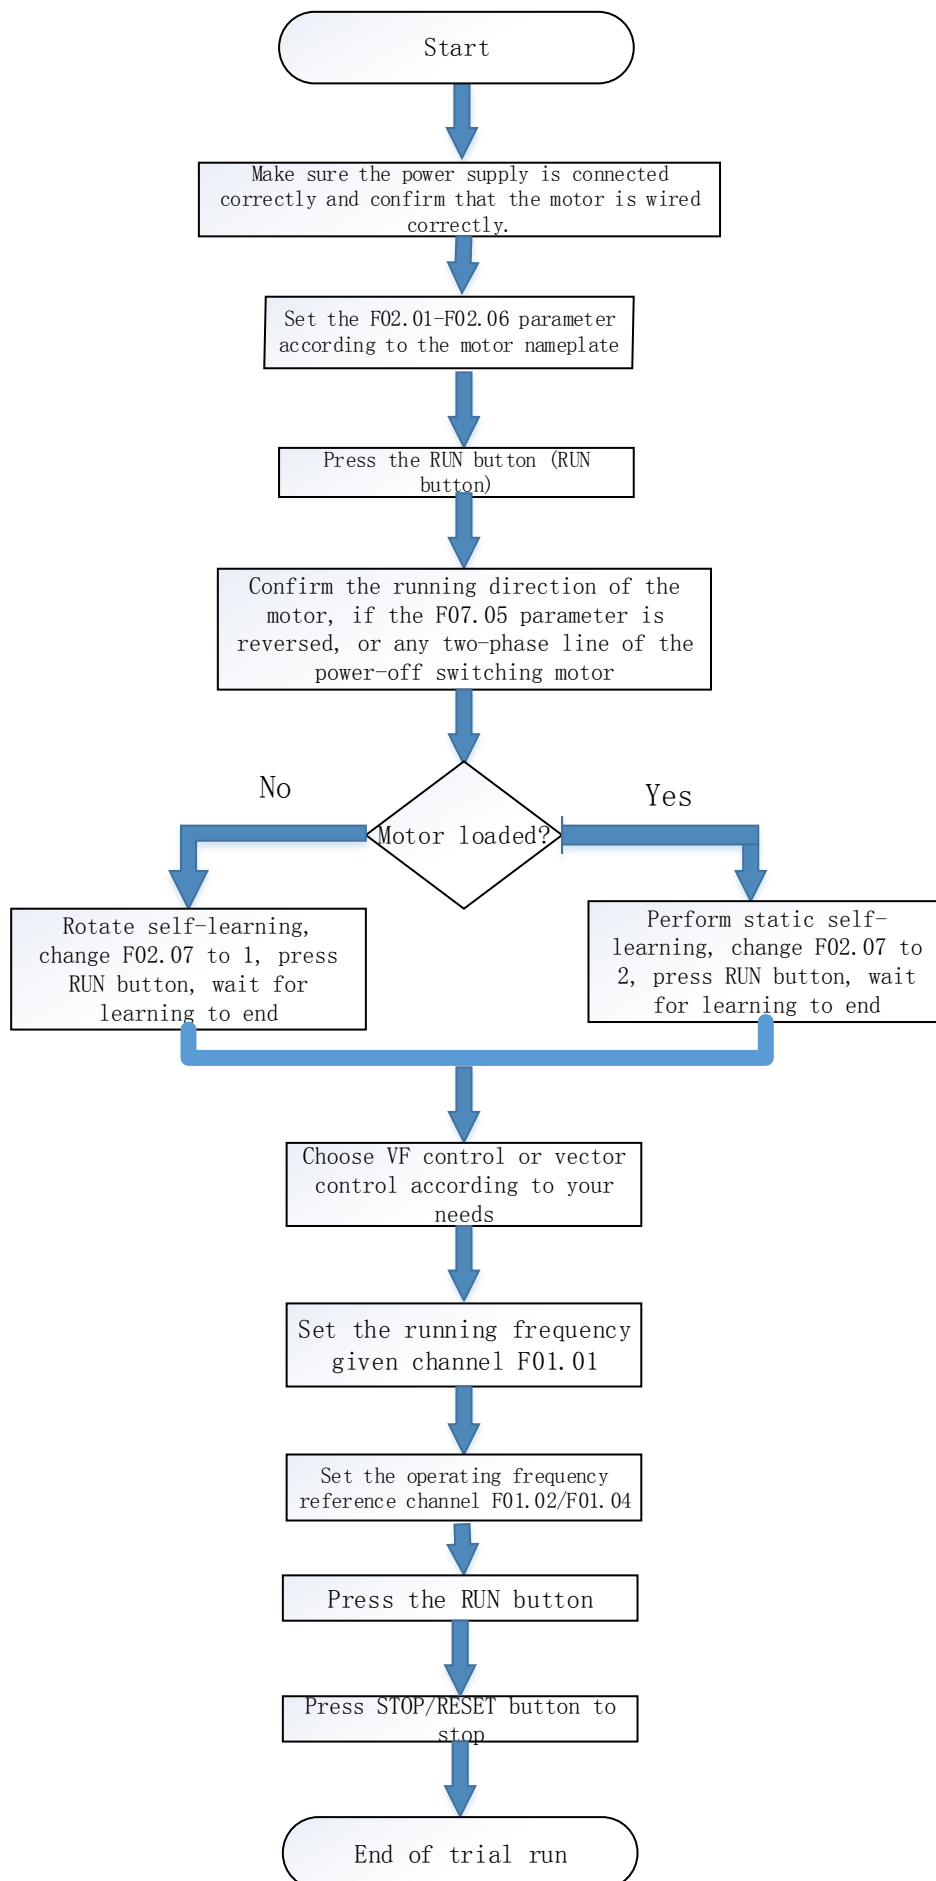 Start
Make sure the power supply is connected
correctly and confirm that the motor is wired
correctly.
Set the F02.01-F02.06 parameter
according to the motor nameplate
Press the RUN button (RUN
button)
Confirm the running direction of the
motor, if the F07.05 parameter is
reversed, or any two-phase line of the
power-off switching motor
No
Yes
Motor loaded?
Rotate self-learning,
change F02.07 to 1, press
RUN button, wait for
learning to end
Perform static self-
learning, change F02.07 to
2, press RUN button, wait
for learning to end
Choose VF control or vector
control according to your
needs
Set the running frequency
given channel F01.01
Set the operating frequency
reference channel F01.02/F01.04
Press the RUN button
Press STOP/RESET button to
stop
End of trial run